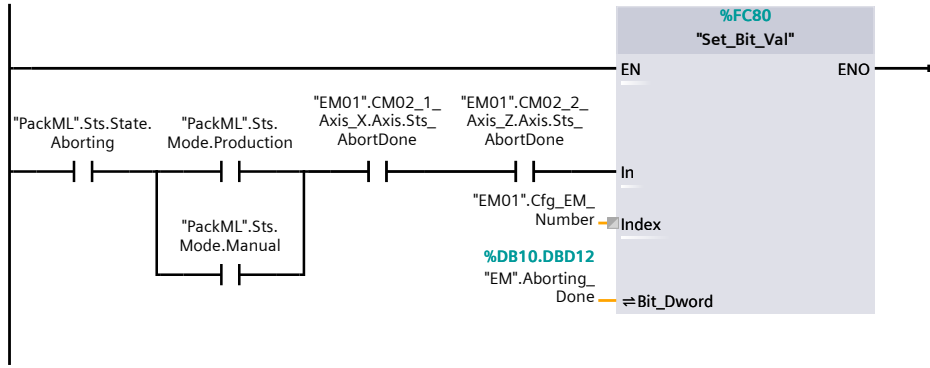 %FC80
"Set_Bit_Val"
EN
ENO
"PackML".Sts.State.
Aborting
"PackML".Sts.
Mode.Production
"EM01".CM02_1_
Axis_X.Axis.Sts_
AbortDone
"EM01".CM02_2_
Axis_Z.Axis.Sts_
AbortDone
In
"PackML".Sts.
Mode.Manual
"EM01".Cfg_EM_
Number
Index
%DB10.DBD12
"EM".Aborting_
Done
⇌Bit_Dword